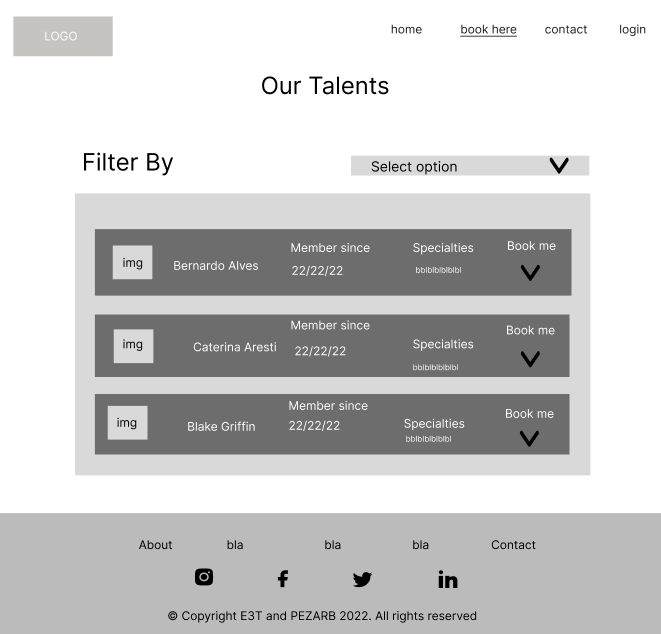 LOGO
home book here contact login
Our Talents
Filter By
Select option
img
Bernardo Alves
Member since
22/22/22
Specialties
bblblblblblbl
Book me
img
Caterina Aresti
Member since
22/22/22
Specialties
bblblblblblbl
Book me
img
Blake Griffin
Member since
22/22/22
Specialties
bblblblblblbl
Book me
About bla bla bla Contact
© Copyright E3T and PEZARB 2022. All rights reserved